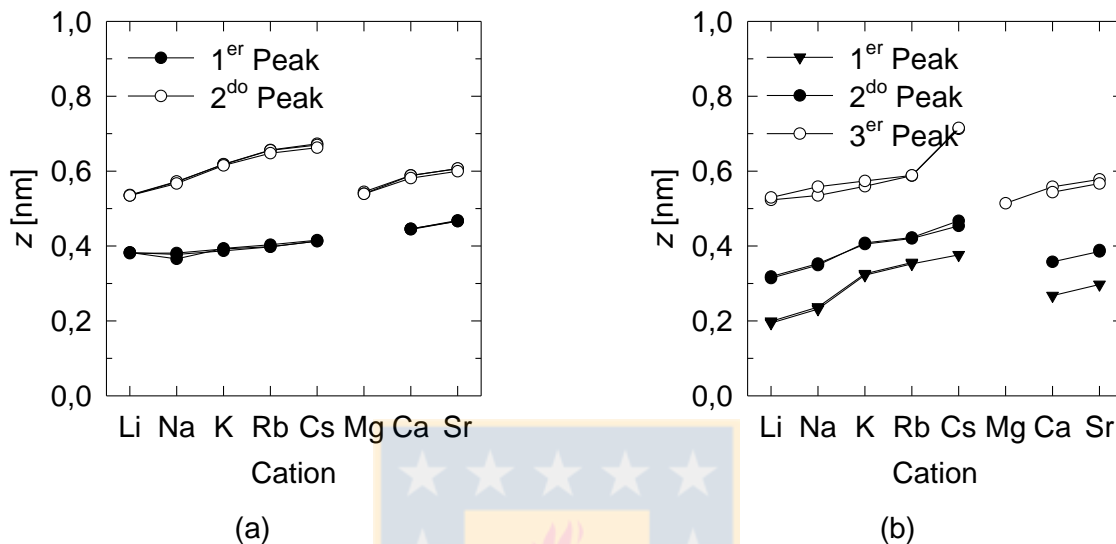 1,0
0,8
0,6
0,4
0,2
0,0
z [nm]
1er Peak
2do Peak
Li Na K Rb Cs Mg Ca Sr
Cation
(a)
1,0
0,8
0,6
0,4
0,2
0,0
z [nm]
1er Peak
2do Peak
3er Peak
Li Na K Rb Cs Mg Ca Sr
Cation
(b)